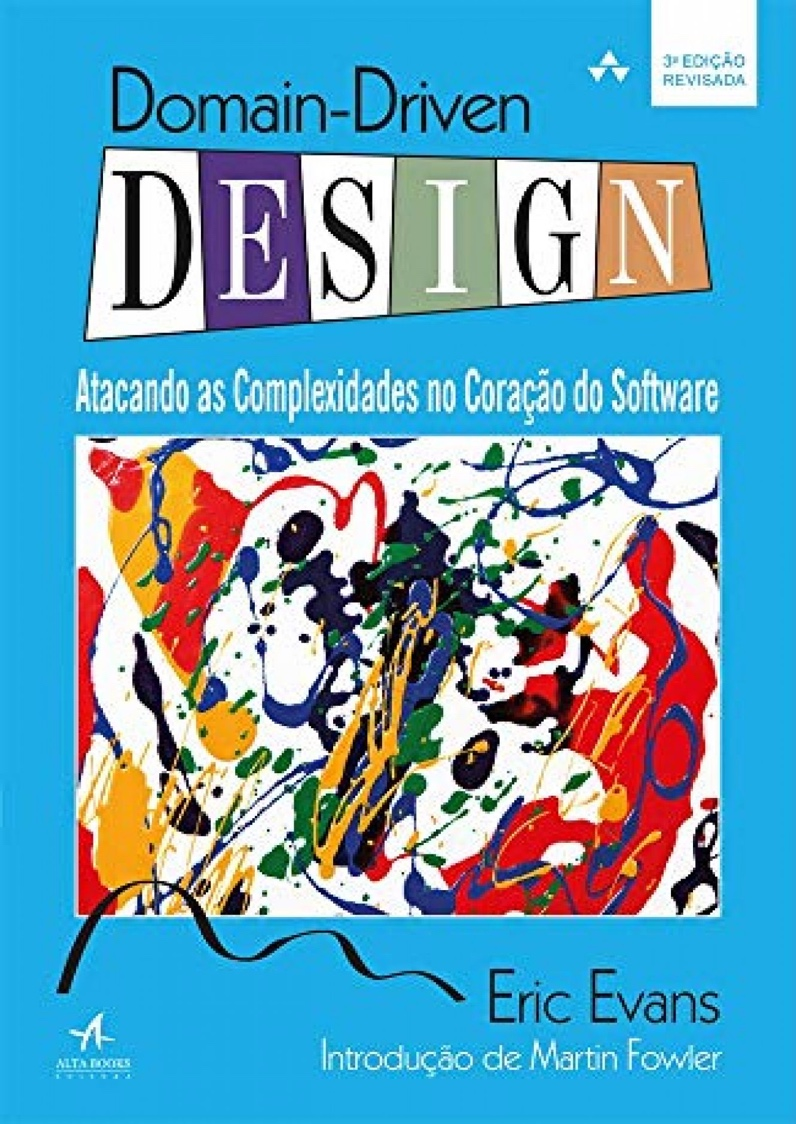 3ª EDIÇÃO
REVISADA
Domain-Driven
DESIGN
Atacando as Complexidades no Coração do Software
Eric Evans
Introdução de Martin Fowler
ALTA BOOKS
EDITORA